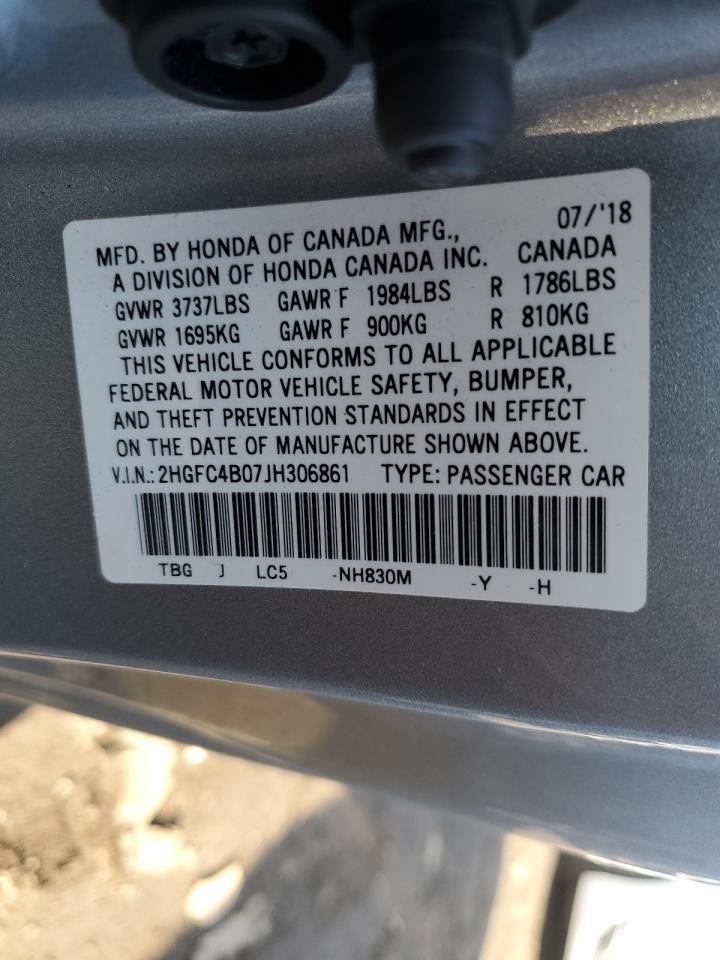 07/'18
MFD. BY HONDA OF CANADA MFG.,
A DIVISION OF HONDA CANADA INC. CANADA
GVWR 3737LBS GAWR F 1984LBS R 1786LBS
GVWR 1695KG GAWR F 900KG R 810KG
THIS VEHICLE CONFORMS TO ALL APPLICABLE
FEDERAL MOTOR VEHICLE SAFETY, BUMPER,
AND THEFT PREVENTION STANDARDS IN EFFECT
ON THE DATE OF MANUFACTURE SHOWN ABOVE.
V.I.N.: 2HGFC4B07JH306861 TYPE: PASSENGER CAR
TBG J LC5 -NH830M -Y -H